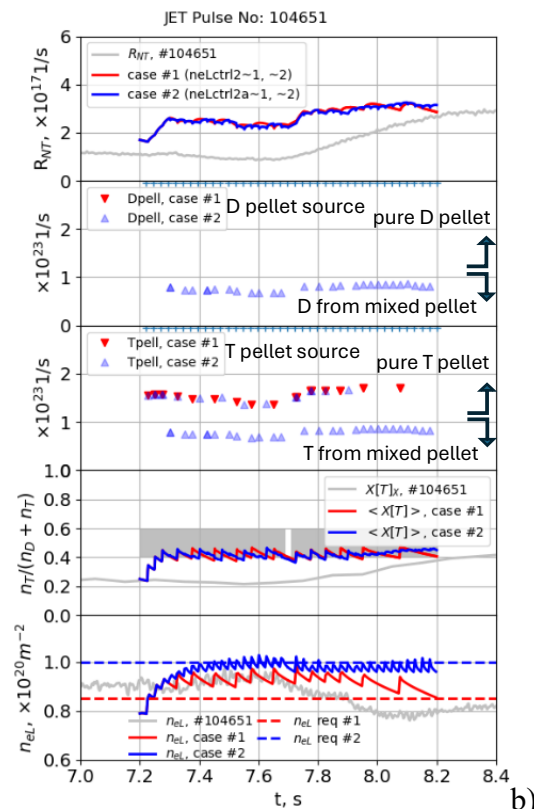 JET Pulse No: 104651
6
4
2
0
R_NT, ×10^17 1/s
R_NT, #104651
case #1 (neLctrl2~1, ~2)
case #2 (neLctrl2a~1, ~2)
2
1
0
×10^23 1/s
Dpell, case #1
Dpell, case #2
D pellet source
pure D pellet
D from mixed pellet
2
1
0
×10^23 1/s
Tpell, case #1
Tpell, case #2
T pellet source
pure T pellet
T from mixed pellet
1.0
0.8
0.6
0.4
0.2
0.0
n_T/(n_D + n_T)
X[T]_X, #104651
< X[T] >, case #1
< X[T] >, case #2
1.0
0.8
0.6
n_eL, ×10^20 m^−2
n_eL, #104651
n_eL, case #1
n_eL, case #2
n_eL req #1
n_eL req #2
7.0 7.2 7.4 7.6 7.8 8.0 8.2 8.4
t, s
b)